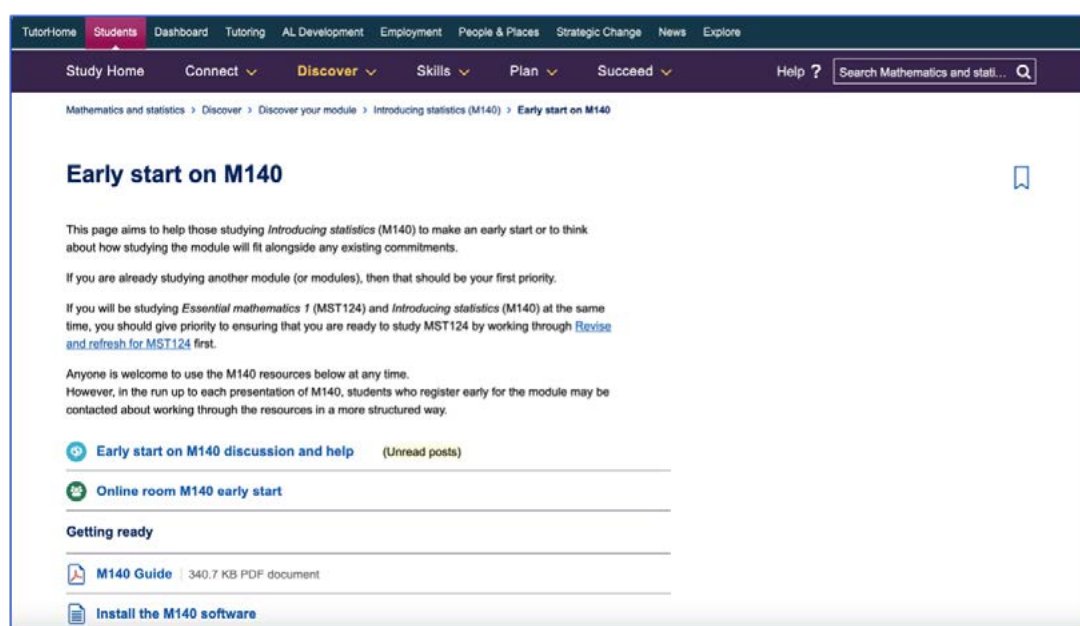 TutorHome Students Dashboard Tutoring AL Development Employment People & Places Strategic Change News Explore
Study Home Connect Discover Skills Plan Succeed Help ? Search Mathematics and stati...
Mathematics and statistics > Discover > Discover your module > Introducing statistics (M140) > Early start on M140
Early start on M140
This page aims to help those studying Introducing statistics (M140) to make an early start or to think
about how studying the module will fit alongside any existing commitments.
If you are already studying another module (or modules), then that should be your first priority.
If you will be studying Essential mathematics 1 (MST124) and Introducing statistics (M140) at the same
time, you should give priority to ensuring that you are ready to study MST124 by working through Revise
and refresh for MST124 first.
Anyone is welcome to use the M140 resources below at any time.
However, in the run up to each presentation of M140, students who register early for the module may be
contacted about working through the resources in a more structured way.
Early start on M140 discussion and help (Unread posts)
Online room M140 early start
Getting ready
M140 Guide 340.7 KB PDF document
Install the M140 software